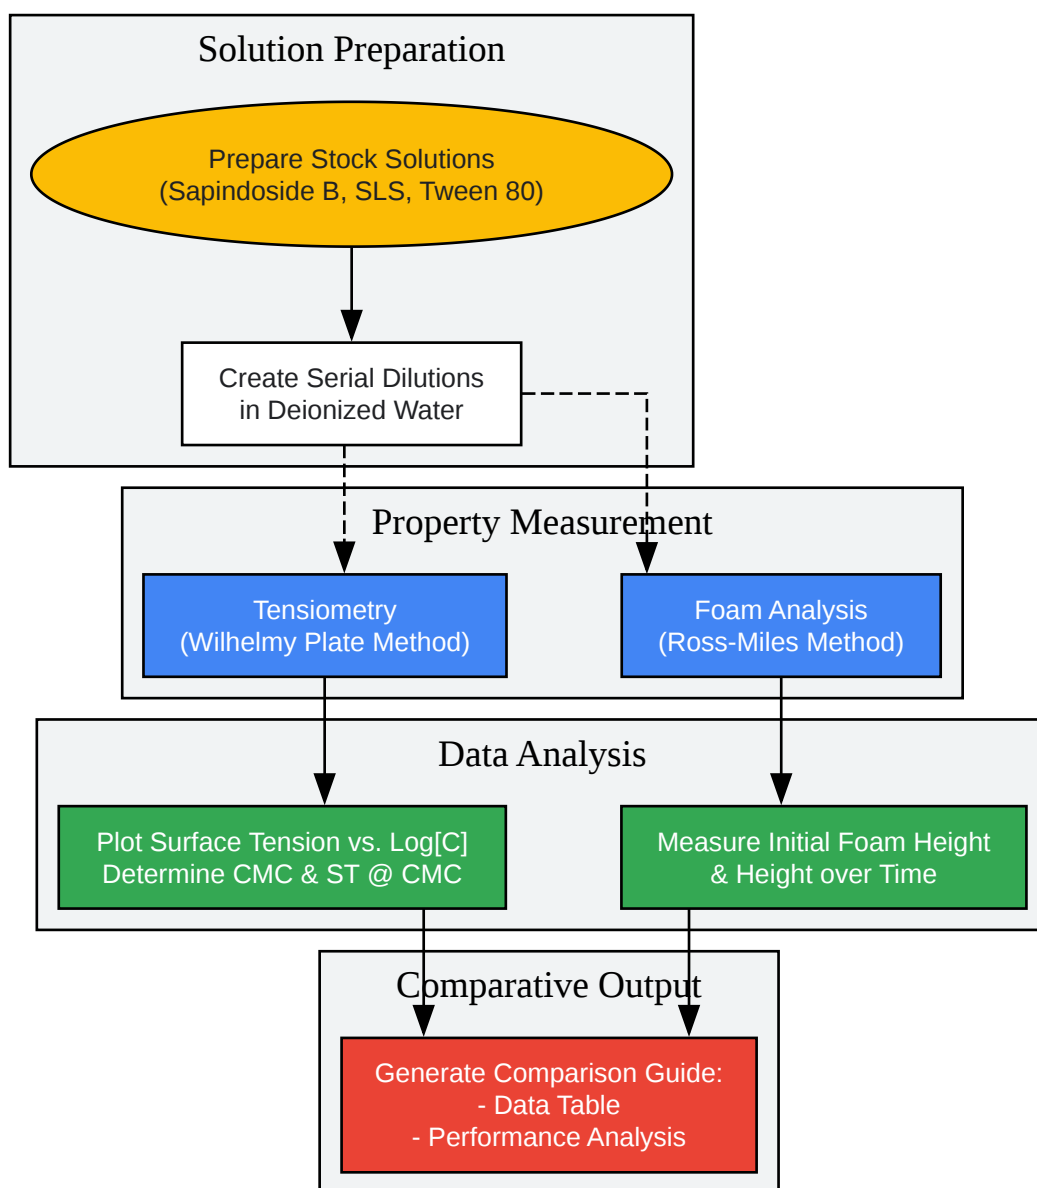 Solution Preparation
Prepare Stock Solutions
(Sapindoside B, SLS, Tween 80)
Create Serial Dilutions
in Deionized Water
Property Measurement
Tensiometry
(Wilhelmy Plate Method)
Foam Analysis
(Ross-Miles Method)
Data Analysis
Plot Surface Tension vs. Log[C]
Determine CMC & ST @ CMC
Measure Initial Foam Height
& Height over Time
Comparative Output
Generate Comparison Guide:
- Data Table
- Performance Analysis